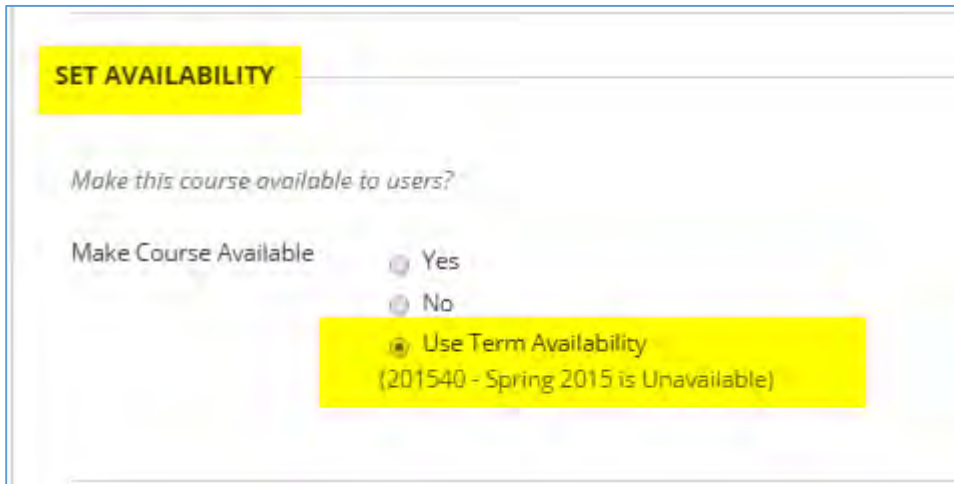 SET AVAILABILITY
Make this course available to users?
Make Course Available
Yes
No
Use Term Availability
(201540 - Spring 2015 is Unavailable)